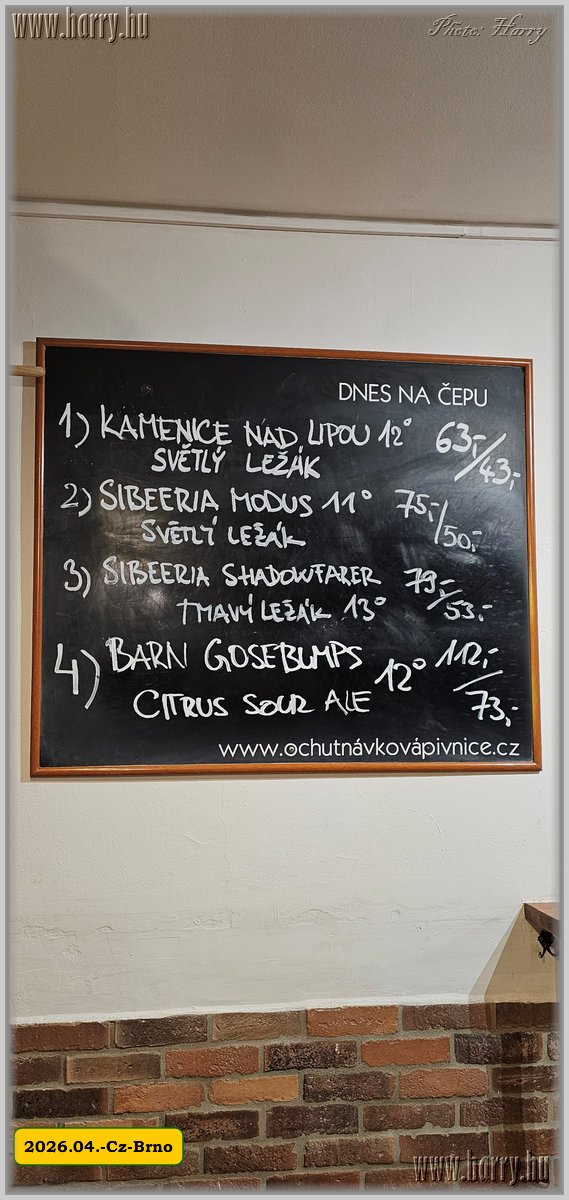 www.harry.hu
Photo: Harry
DNES NA ČEPU
1) KAMENICE NAD LIPOU 12° 63,-/43,-
SVĚTLÝ LEŽÁK
2) SIBEERIA MODUS 11° 75,-/50,-
SVĚTLÝ LEŽÁK
3) SIBEERIA SHADOWFAXER 79,-/53,-
TMAVÝ LEŽÁK 13°
4) BARN GOSEBUMPS 12° 112,-/73,-
CITRUS SOUR ALE
www.ochutnávkovápivnice.cz
2026.04.-Cz-Brno
www.harry.hu